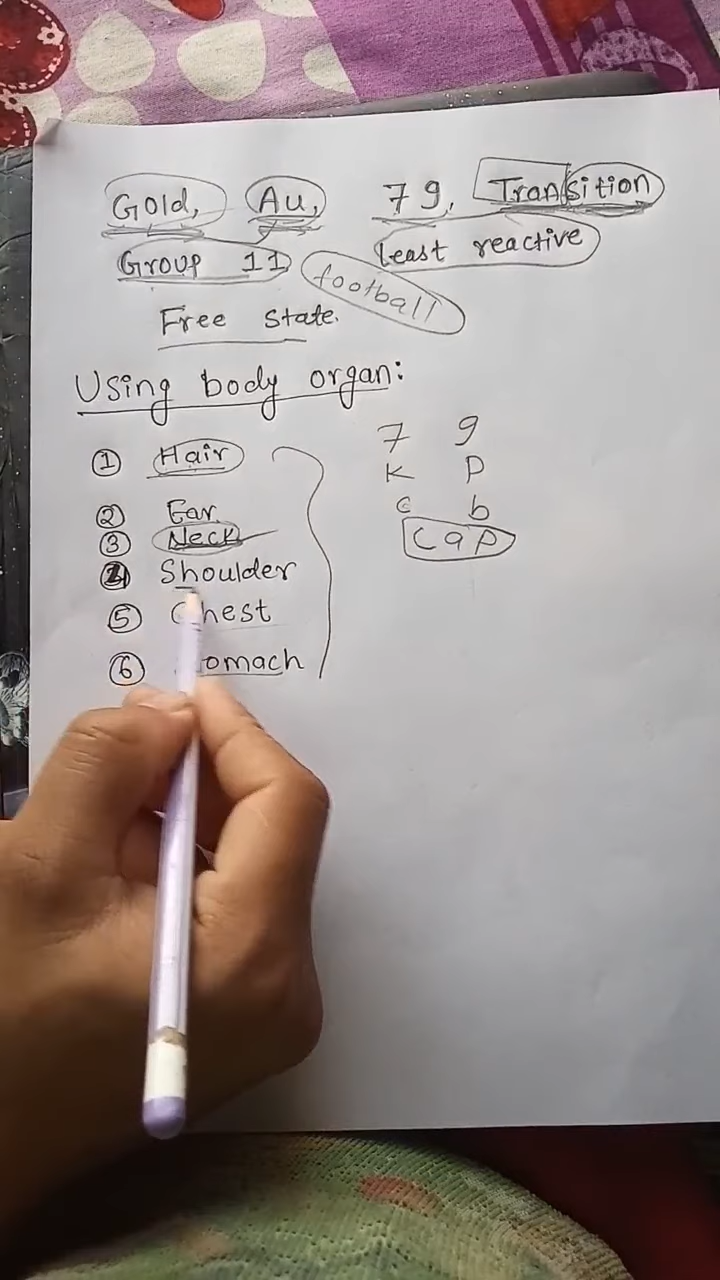 Gold, Au, 79, Transition
Group 11 least reactive
football
Free state.
Using body organ:
① Hair
② Ear
③ Neck
④ Shoulder
⑤ Chest
⑥ Stomach
7 9
K P
c b
Cap